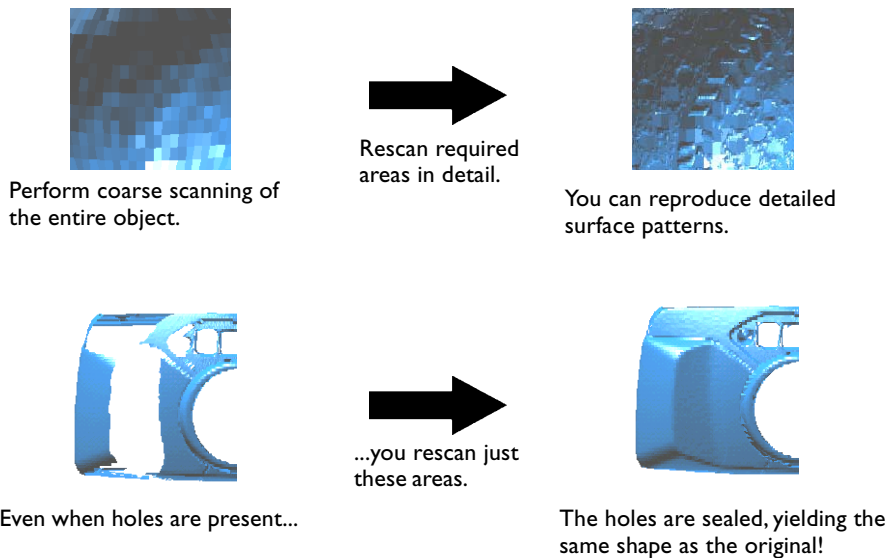 Perform coarse scanning of
the entire object.
Rescan required
areas in detail.
You can reproduce detailed
surface patterns.
Even when holes are present...
...you rescan just
these areas.
The holes are sealed, yielding the
same shape as the original!